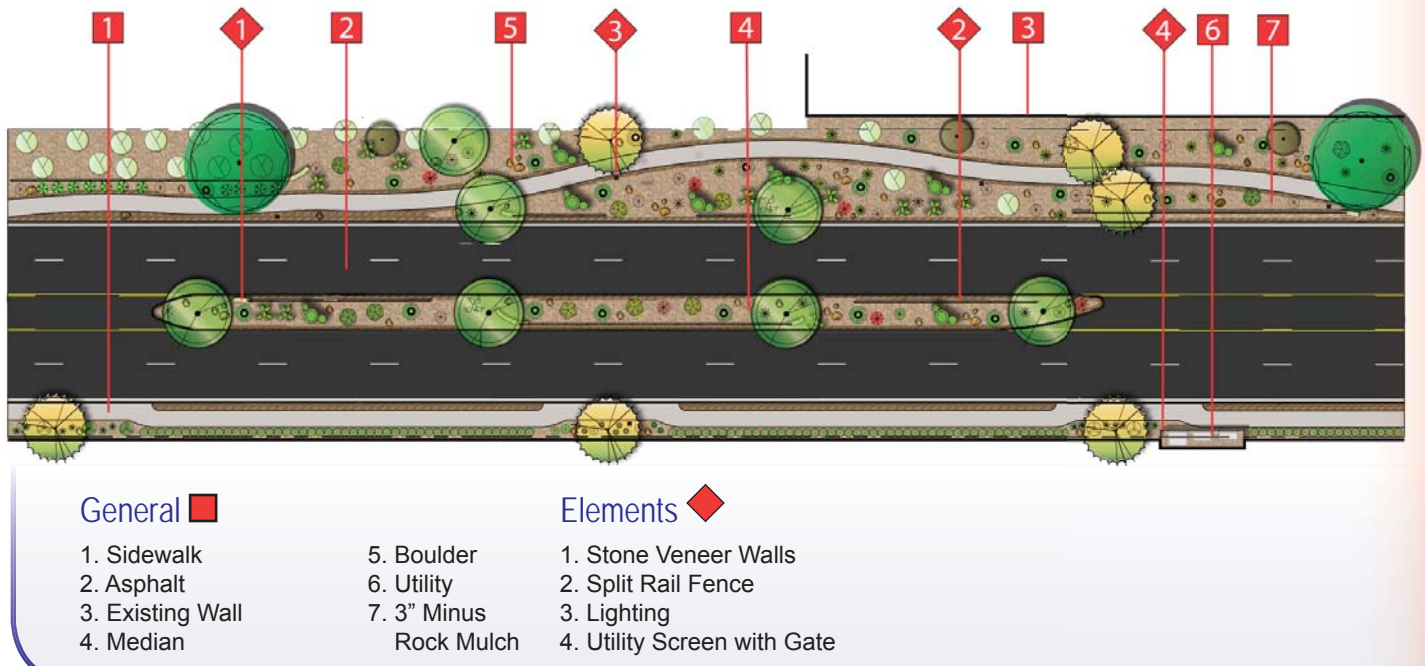 1 1 2 5 3 4 2 3 4 6 7
General
1. Sidewalk
2. Asphalt
3. Existing Wall
4. Median
5. Boulder
6. Utility
7. 3” Minus
Rock Mulch
Elements
1. Stone Veneer Walls
2. Split Rail Fence
3. Lighting
4. Utility Screen with Gate